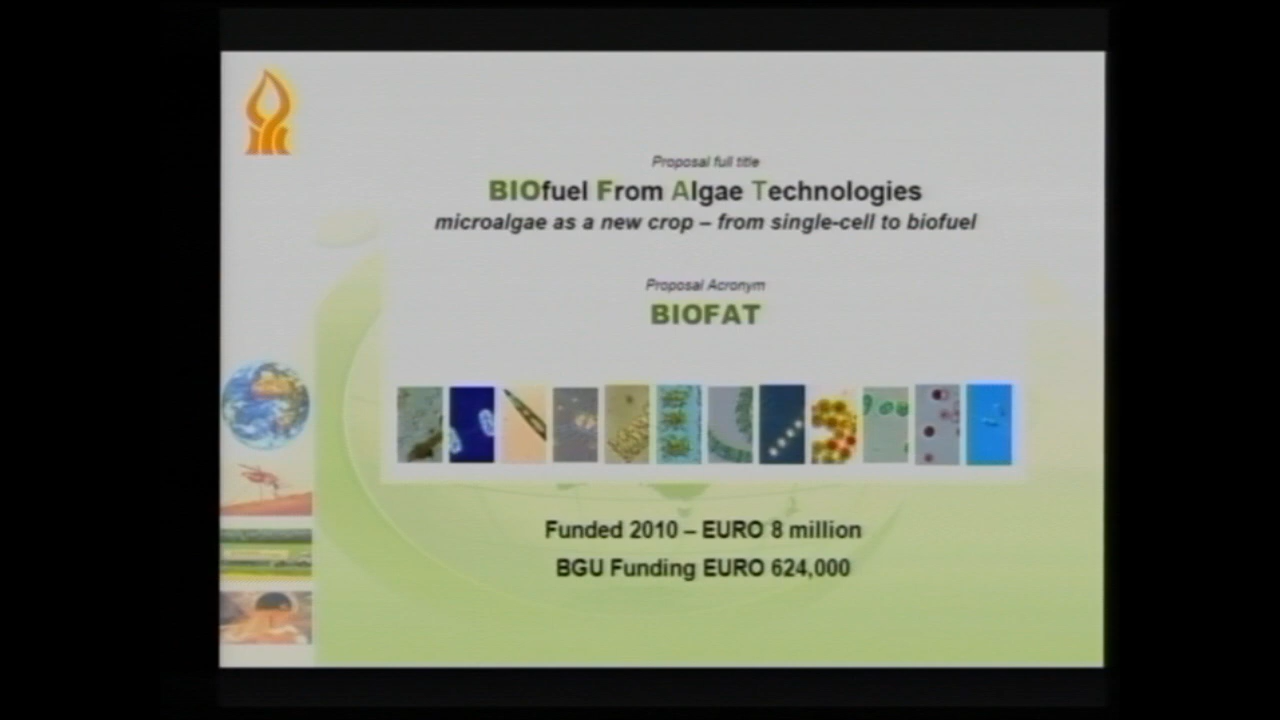 Proposal full title
BIOfuel From Algae Technologies
microalgae as a new crop – from single-cell to biofuel
Proposal Acronym
BIOFAT
Funded 2010 – EURO 8 million
BGU Funding EURO 624,000